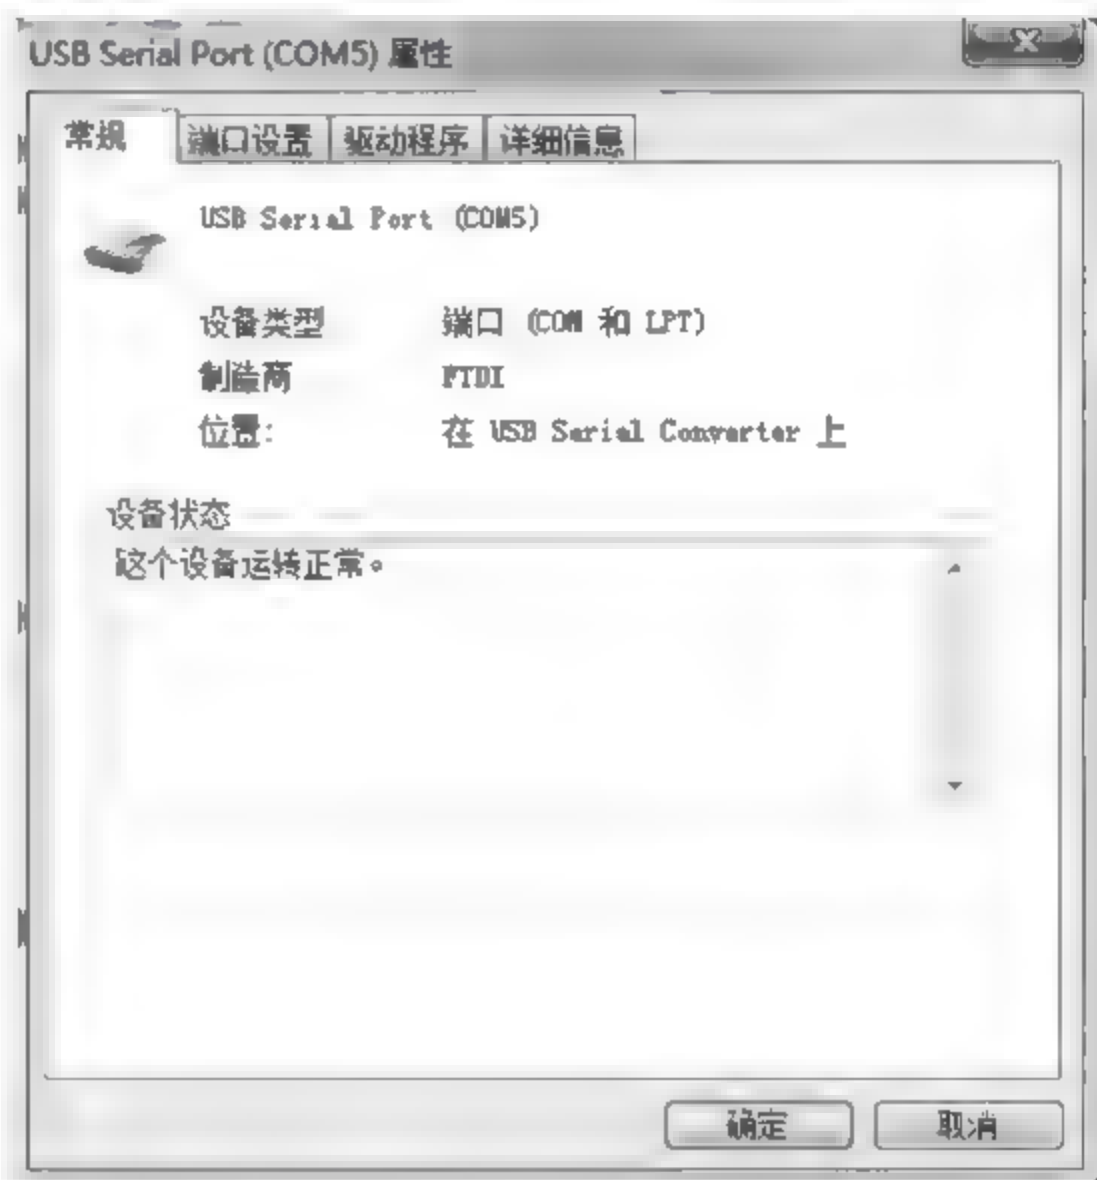 USB Serial Port (COM5) 属性
常规 端口设置 驱动程序 详细信息
USB Serial Port (COM5)
设备类型 端口 (COM 和 LPT)
制造商 FTDI
位置: 在 USB Serial Converter 上
设备状态
这个设备运转正常。
确定 取消